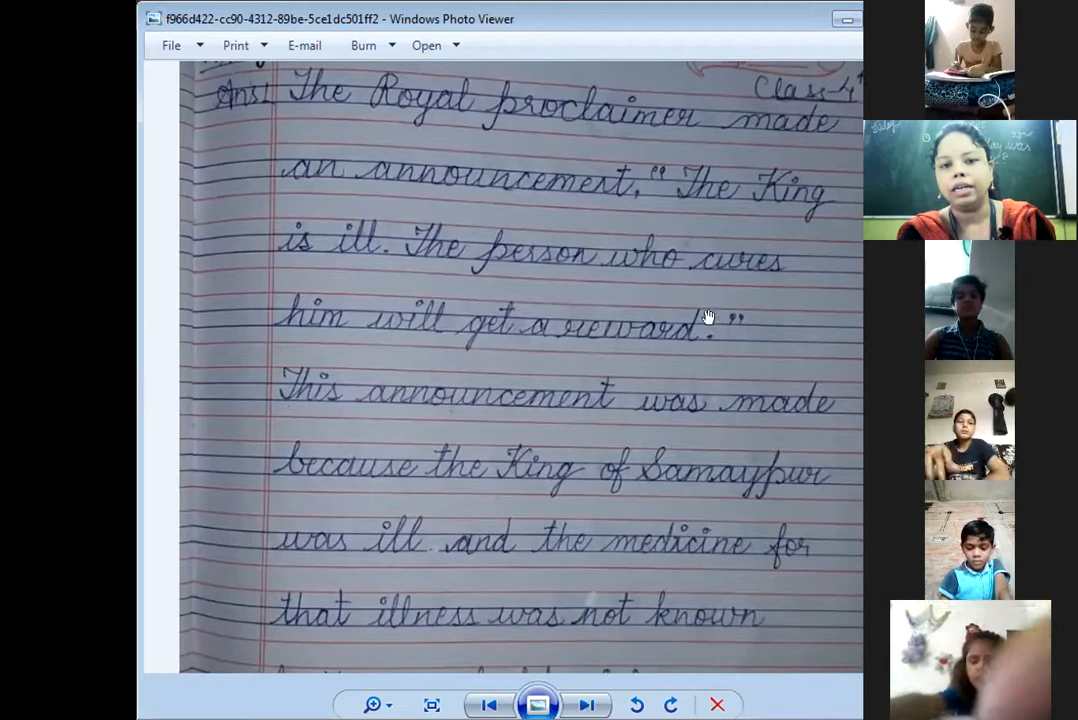 f966d422-cc90-4312-89be-5ce1dc501ff2 - Windows Photo Viewer
File Print E-mail Burn Open
Class-4th
Ans! The Royal proclaimer made
an announcement, "The King
is ill. The person who cures
him will get a reward."
This announcement was made
because the King of Samaypur
was ill and the medicine for
that illness was not known